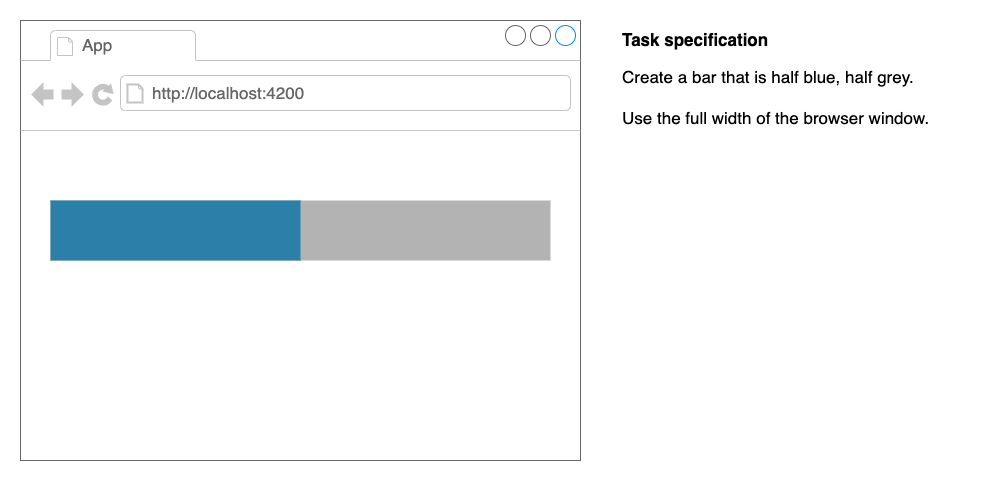 App
http://localhost:4200
Task specification
Create a bar that is half blue, half grey.
Use the full width of the browser window.